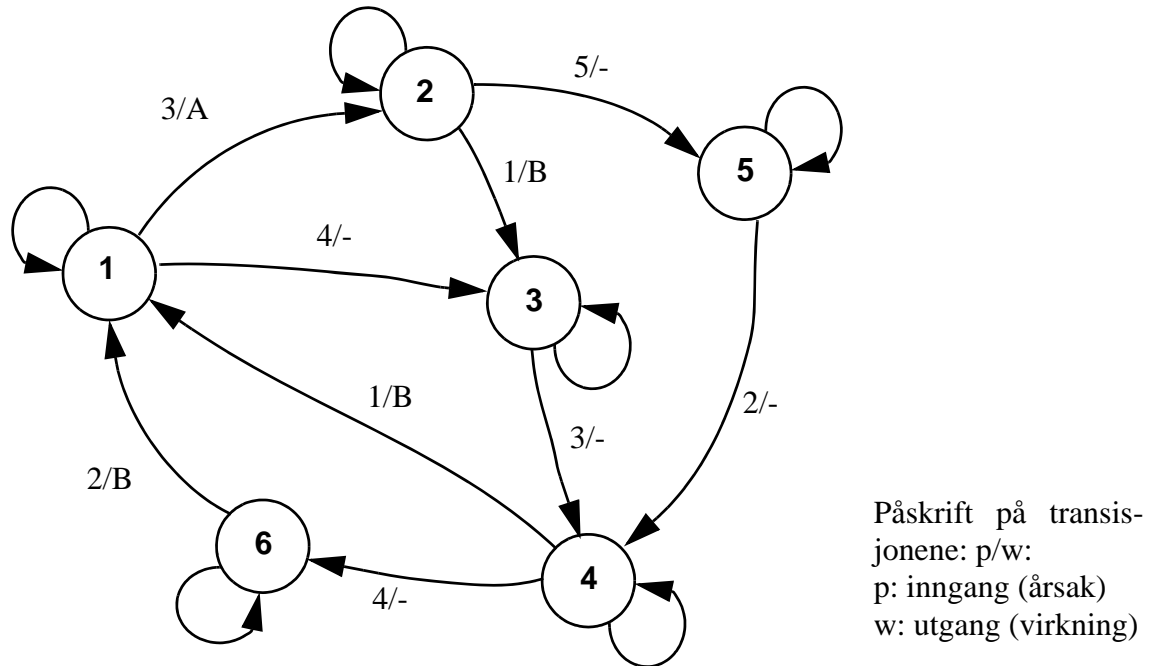 5/-
2
3/A
5
1/B
4/-
1
3
1/B
2/-
3/-
2/B
Påskrift på transis-
6
jonene: p/w:
4
p: inngang (årsak)
4/-
w: utgang (virkning)